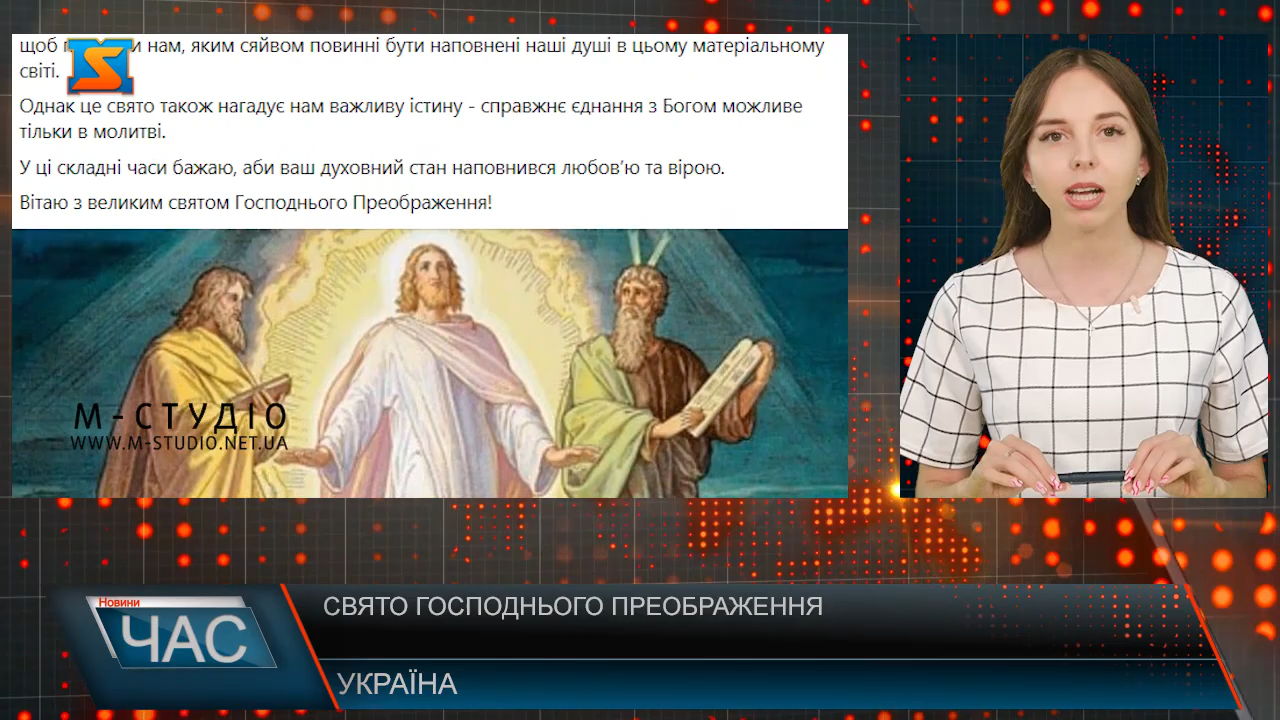 щоб нам, яким сяйвом повинні бути наповнені наші душі в цьому матеріальному
світі.
Однак це свято також нагадує нам важливу істину - справжнє єднання з Богом можливе
тільки в молитві.
У ці складні часи бажаю, аби ваш духовний стан наповнився любов'ю та вірою.
Вітаю з великим святом Господнього Преображення!
М-СТУДІО
WWW.M-STUDIO.NET.UA
СВЯТО ГОСПОДНЬОГО ПРЕОБРАЖЕННЯ
Новини
ЧАС
УКРАЇНА